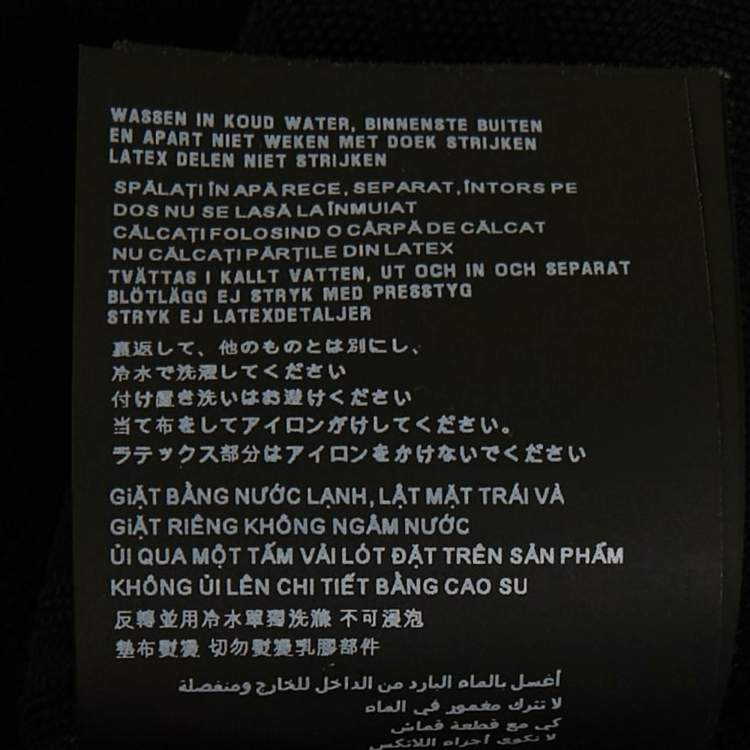 WASSEN IN KOUD WATER, BINNENSTE BUITEN
EN APART NIET WEKEN MET DOEK STRIJKEN
LATEX DELEN NIET STRIJKEN
SPĂLAȚI ÎN APĂ RECE, SEPARAT, ÎNTORS PE
DOS NU SE LASĂ LA ÎNMUIAT
CĂLCAȚI FOLOSIND O CÂRPĂ DE CĂLCAT
NU CĂLCAȚI PĂRȚILE DIN LATEX
TVÄTTAS I KALLT VATTEN, UT OCH IN OCH SEPARAT
BLÖTLÄGG EJ STRYK MED PRESSTYG
STRYK EJ LATEXDETALJER
裏返して、他のものとは別にし、
冷水で洗濯してください
付け置き洗いはお避けください
当て布をしてアイロンがけしてください。
ラテックス部分はアイロンをかけないでください
GIẶT BẰNG NƯỚC LẠNH, LẬT MẶT TRÁI VÀ
GIẶT RIÊNG KHÔNG NGÂM NƯỚC
ỦI QUA MỘT TẤM VẢI LÓT ĐẶT TRÊN SẢN PHẨM
KHÔNG ỦI LÊN CHI TIẾT BẰNG CAO SU
反轉並用冷水單獨洗滌 不可浸泡
墊布熨燙 切勿熨燙乳膠部件
أغسل بالماء البارد من الداخل للخارج ومنفصلة
لا تترك مغمور في الماء
كي مع قطعة قماش
لا تكوى أجزاء اللاتكس